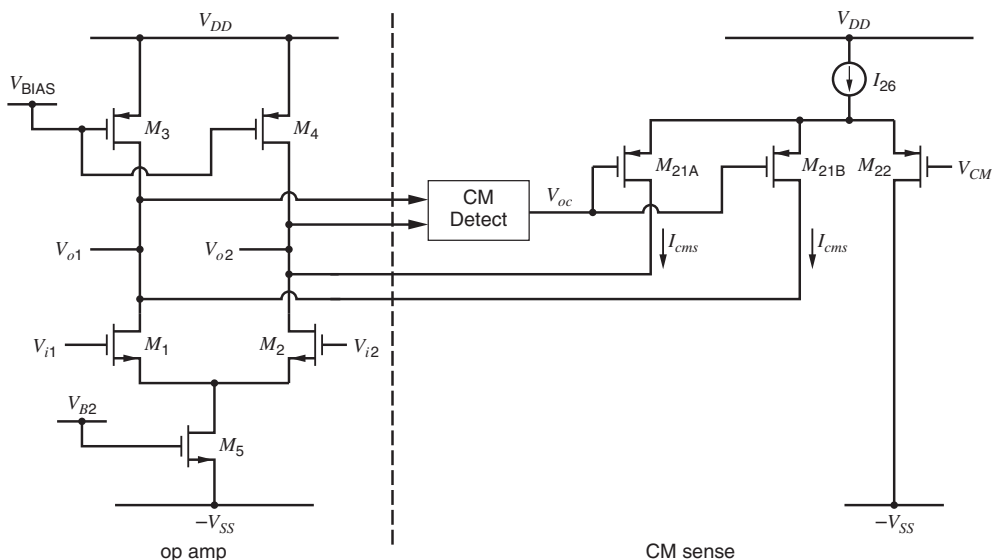 V_DD
V_BIAS
M_3
M_4
V_o1
V_o2
V_i1
M_1
M_2
V_i2
V_B2
M_5
–V_SS
op amp
CM
Detect
V_oc
V_DD
I_26
M_21A
M_21B
M_22
V_CM
I_cms
I_cms
–V_SS
CM sense